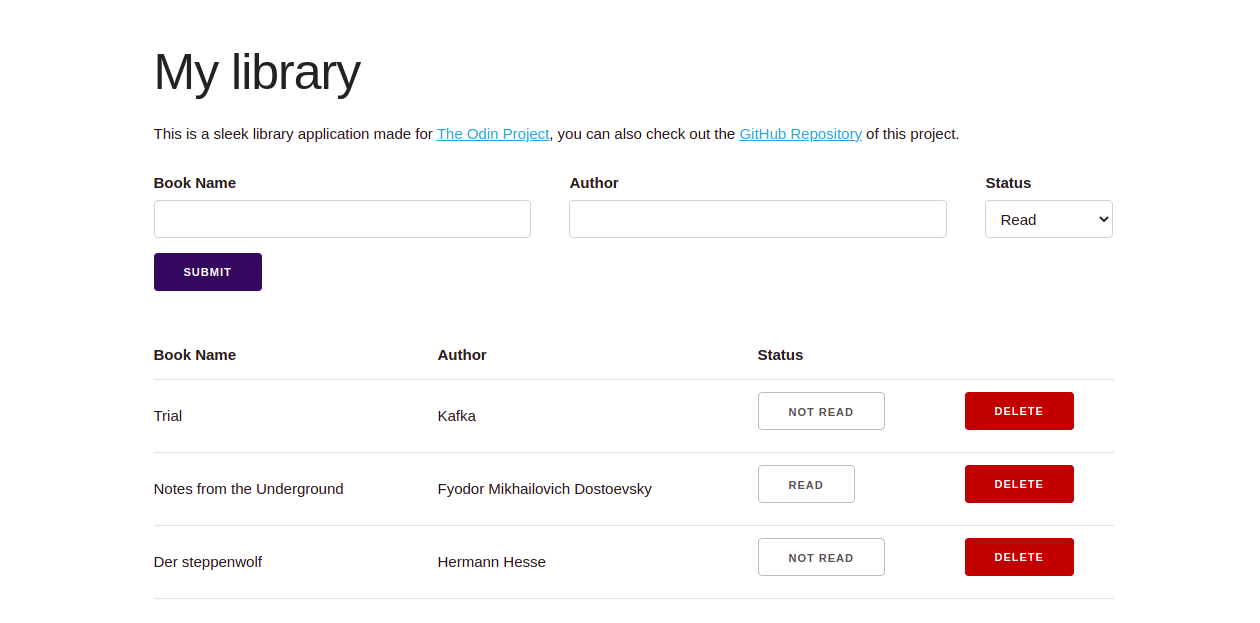 My library
This is a sleek library application made for The Odin Project, you can also check out the GitHub Repository of this project.
Book Name Author Status
Read
SUBMIT
Book Name Author Status
Trial Kafka NOT READ DELETE
Notes from the Underground Fyodor Mikhailovich Dostoevsky READ DELETE
Der steppenwolf Hermann Hesse NOT READ DELETE